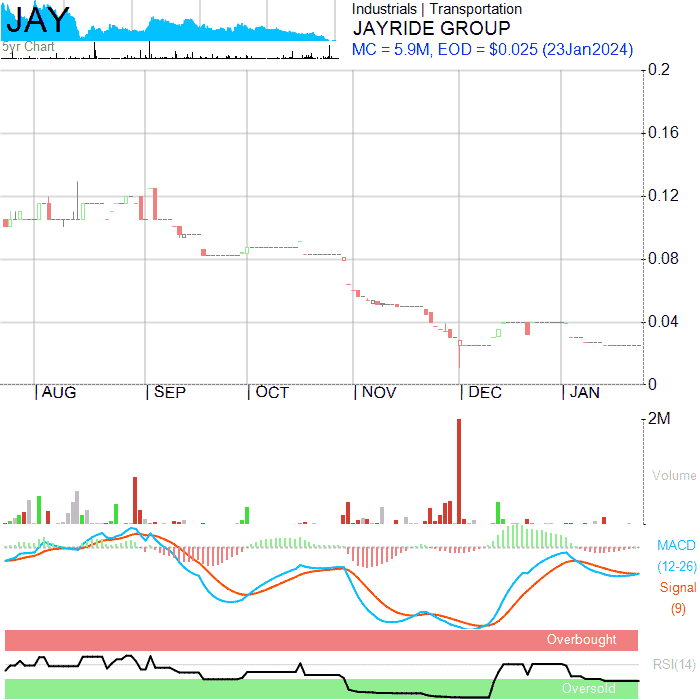 JAY
5yr Chart
Industrials | Transportation
JAYRIDE GROUP
MC = 5.9M, EOD = $0.025 (23Jan2024)
0.2
0.16
0.12
0.08
0.04
0
AUG SEP OCT NOV DEC JAN
2M
Volume
MACD
(12-26)
Signal
(9)
Overbought
RSI(14)
Oversold